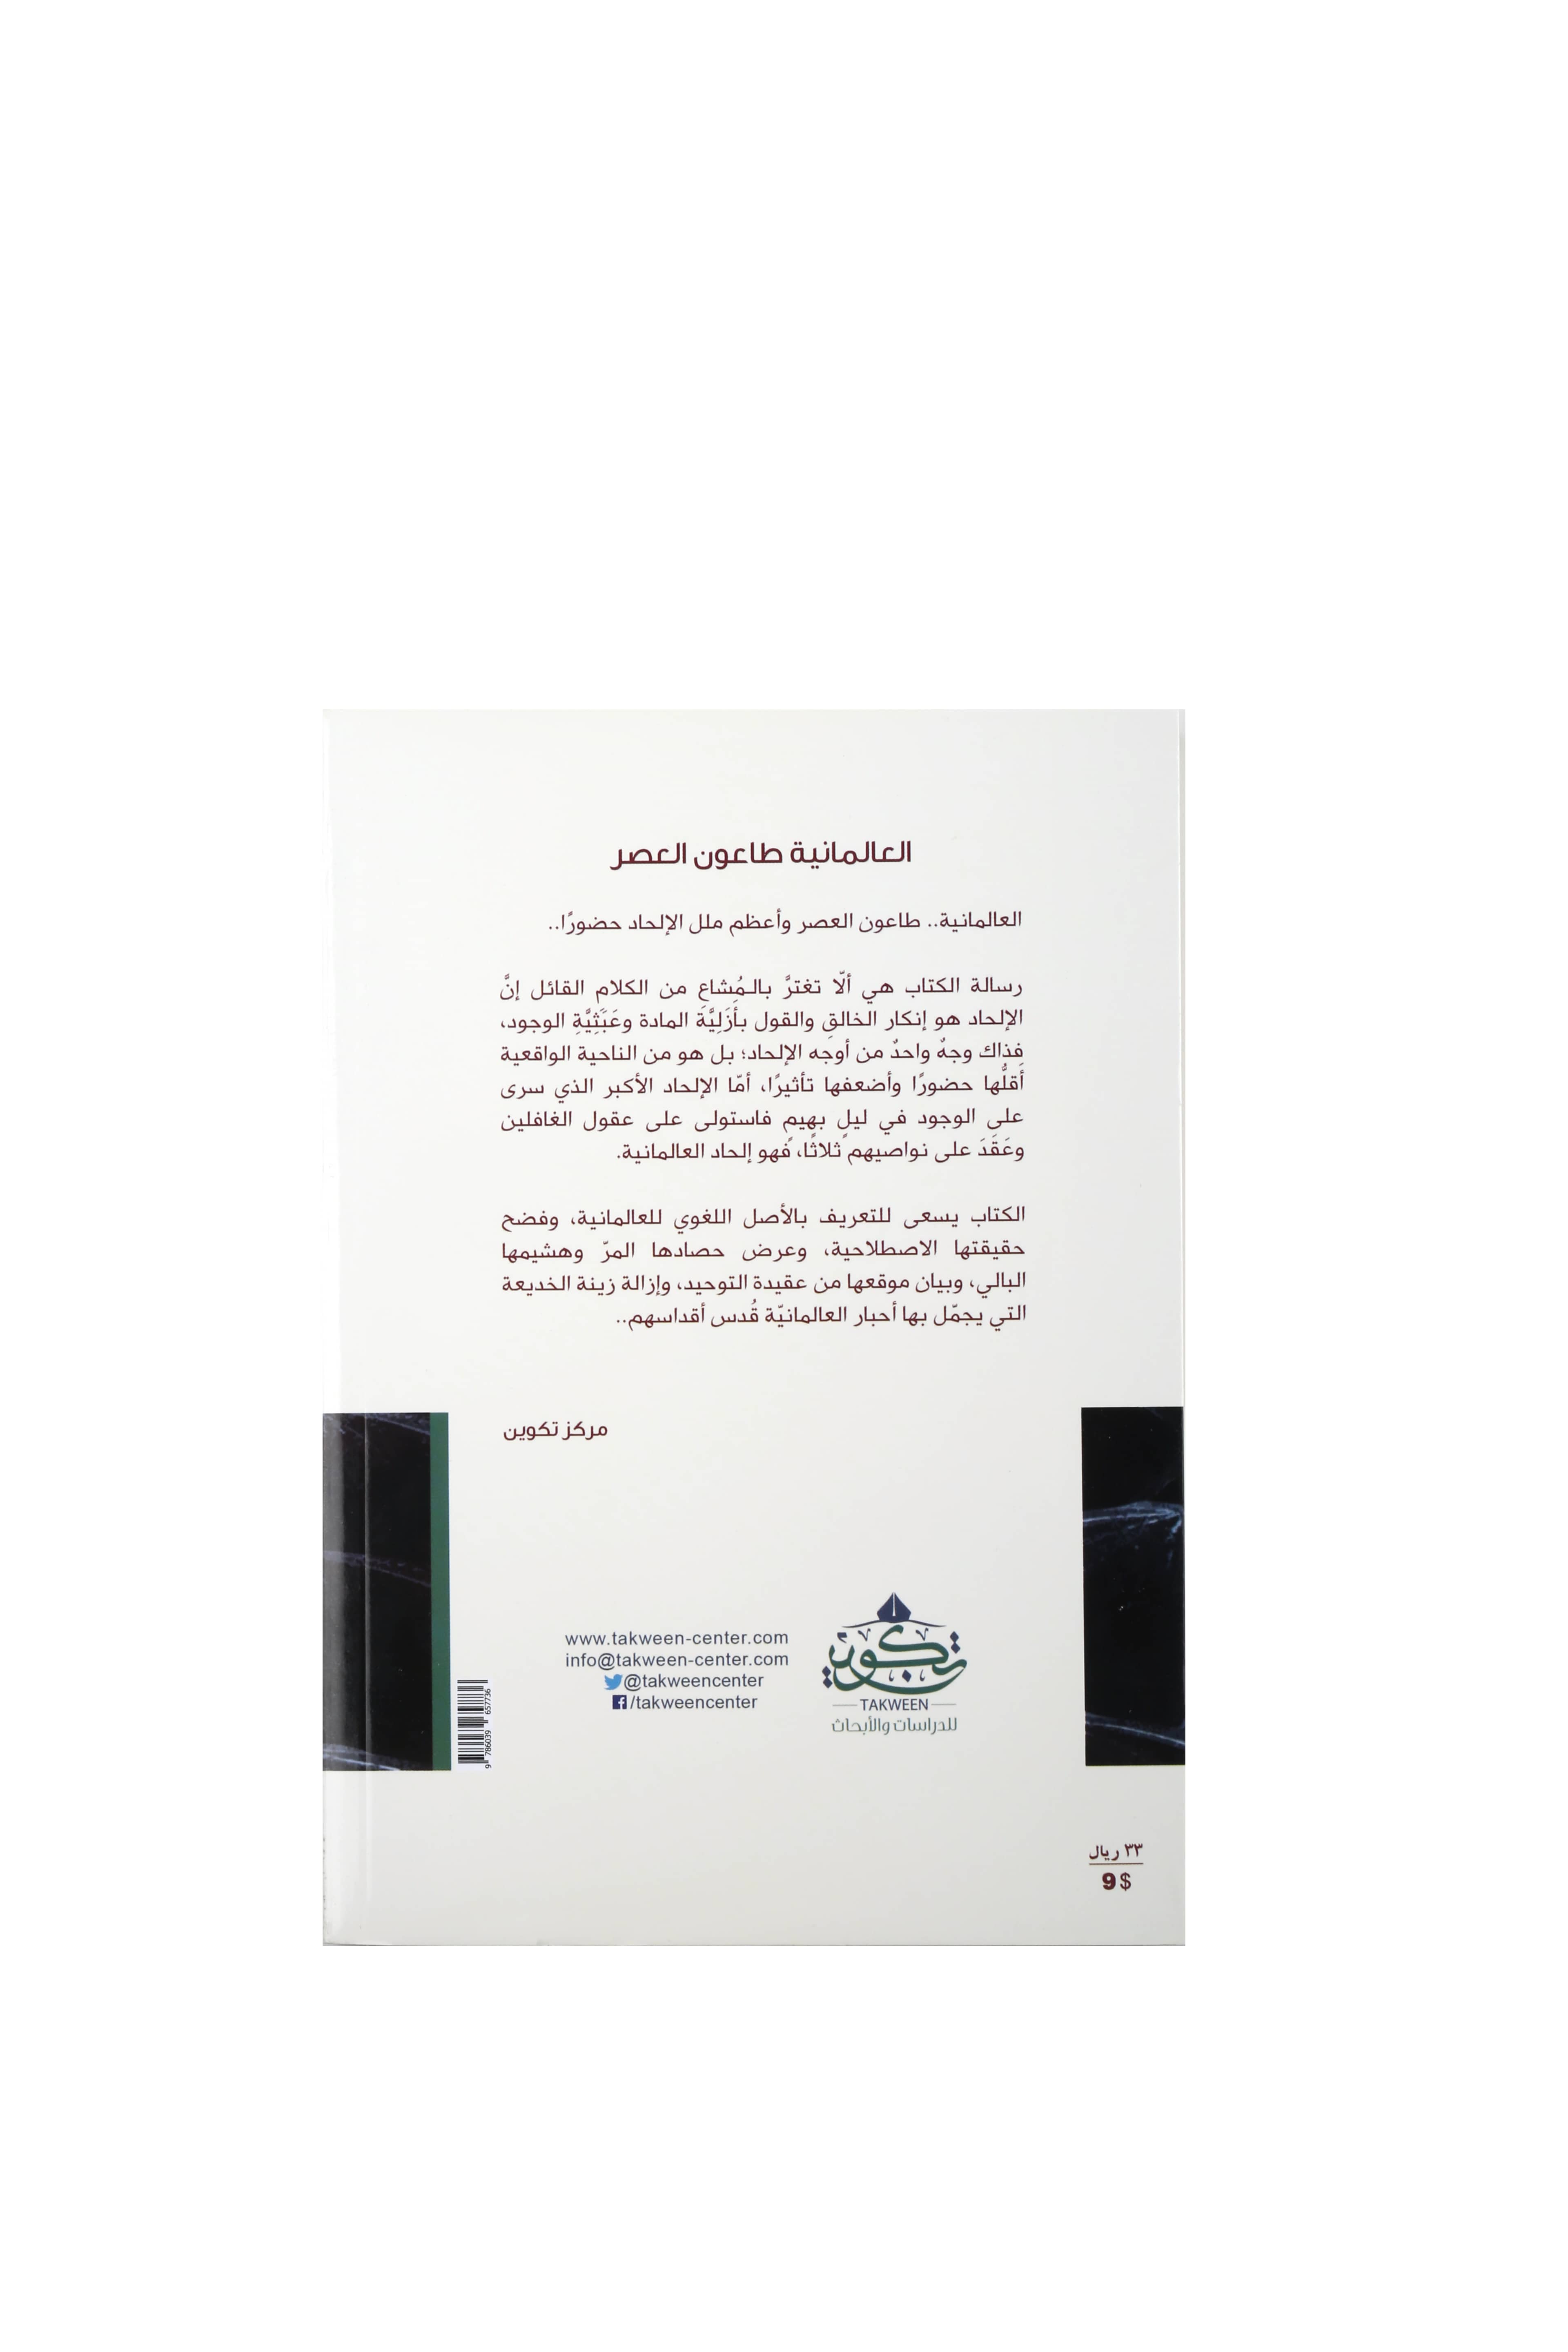 العالمانية طاعون العصر
العالمانية.. طاعون العصر وأعظم ملل الإلحاد حضورًا..
رسالة الكتاب هي ألّا تغترَّ بالمُشاعِ من الكلام القائل إنَّ
الإلحاد هو إنكار الخالقِ والقول بأَزَلِيَّةَ المادة وعَبَثِيَّةِ الوجود،
فذاك وجهٌ واحدٌ من أوجه الإلحاد؛ بل هو من الناحية الواقعية
أقلُّها حضورًا وأضعفها تأثيرًا، أمّا الإلحاد الأكبر الذي سرى
على الوجود في ليلٍ بهيمٍ فاستولى على عقول الغافلين
وعَقَدَ على نواصيهم ثلاثًا، فهو إلحاد العالمانية.
الكتاب يسعى للتعريف بالأصل اللغوي للعالمانية، وفضح
حقيقتها الاصطلاحية، وعرض حصادها المرّ وهشيمها
البالي، وبيان موقعها من عقيدة التوحيد، وإزالة زينة الخديعة
التي يجمّل بها أحبار العالمانيّة قُدس أقداسهم..
مركز تكوين
تكوين
TAKWEEN
للدراسات والأبحاث
www.takween-center.com
info@takween-center.com
@takweencenter
/takweencenter
9 786039 657736
٣٣ ريال
9$